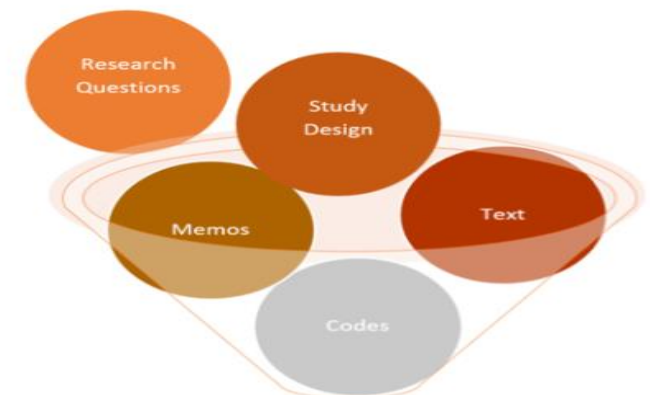 Research
Questions
Study
Design
Memos
Text
Codes